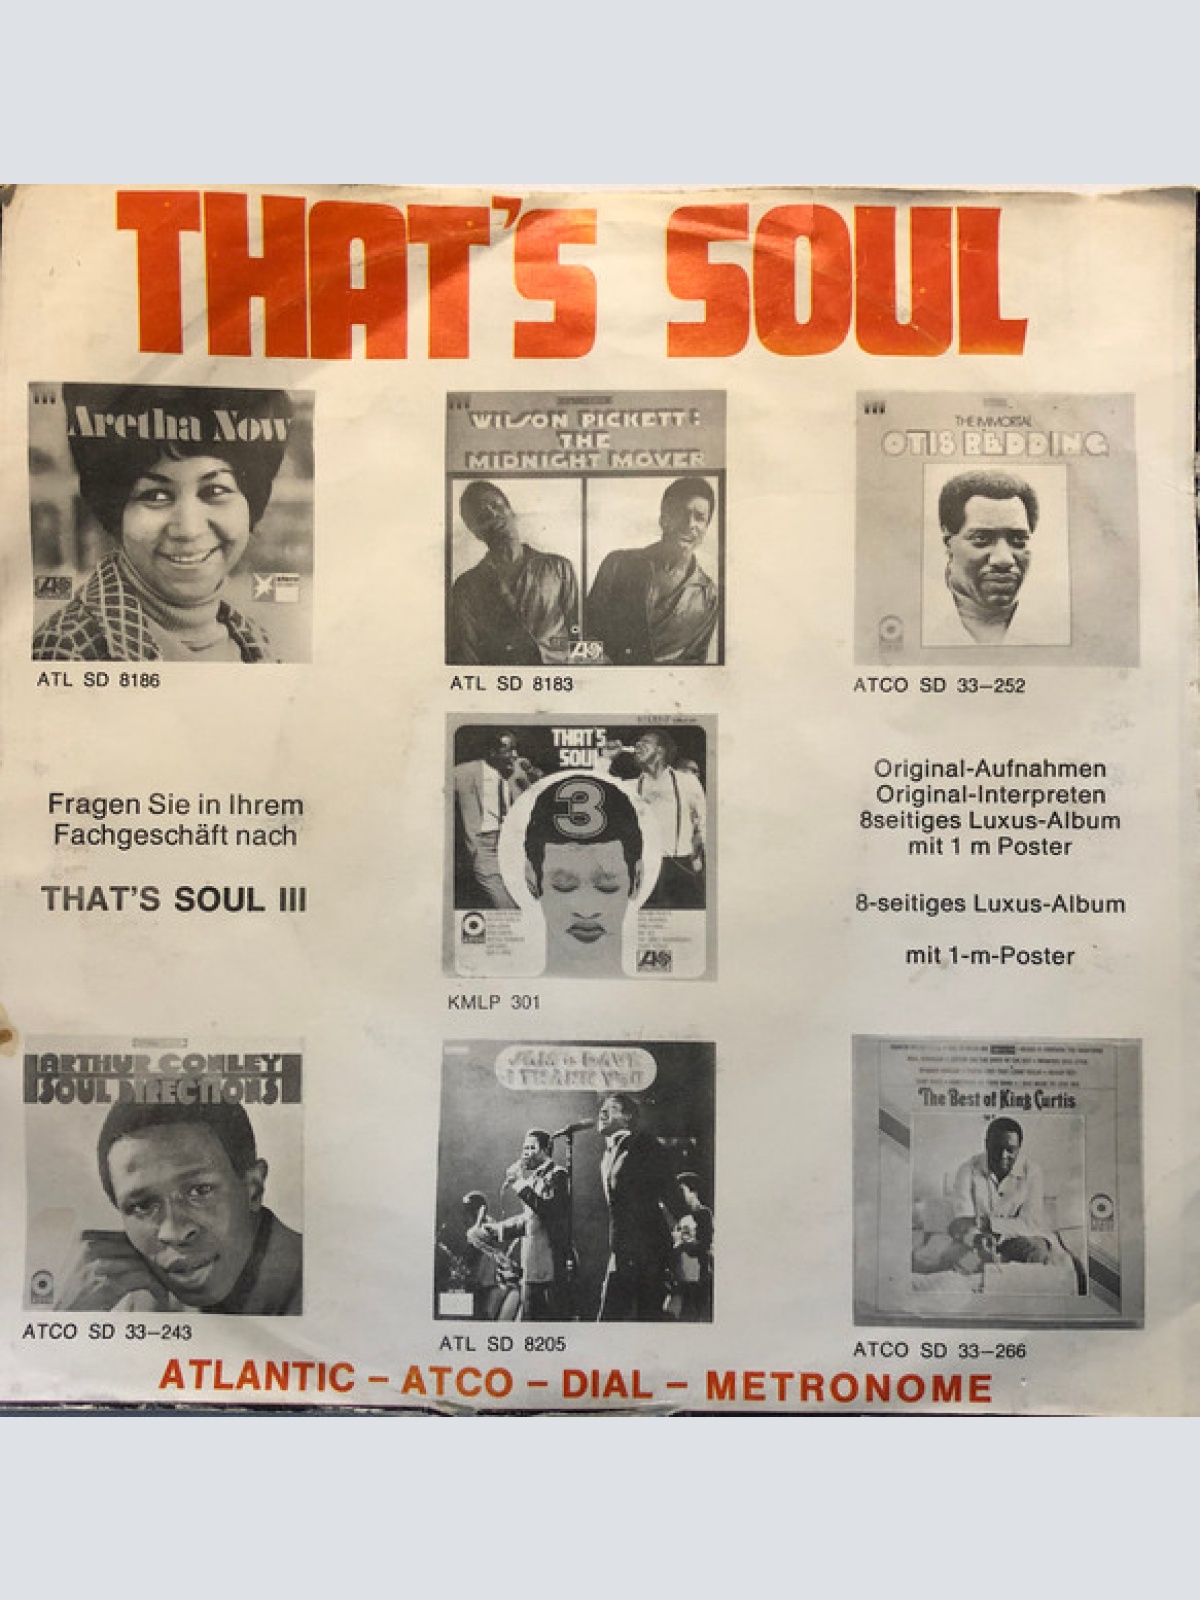 THAT'S SOUL
Aretha Now
ATL SD 8186
WILSON PICKETT:
THE
MIDNIGHT MOVER
ATL SD 8183
THE IMMORTAL
OTIS REDDING
ATCO SD 33–252
Fragen Sie in Ihrem
Fachgeschäft nach
THAT'S SOUL III
THAT'S
SOUL
3
KMLP 301
Original-Aufnahmen
Original-Interpreten
8seitiges Luxus-Album
mit 1 m Poster
8-seitiges Luxus-Album
mit 1-m-Poster
ARTHUR CONLEY
SOUL DIRECTIONS
ATCO SD 33–243
I THANK YOU
ATL SD 8205
The Best of King Curtis
ATCO SD 33–266
ATLANTIC – ATCO – DIAL – METRONOME